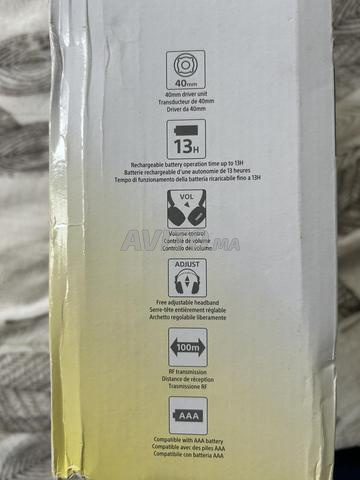 40mm
40mm driver unit
Transducteur de 40mm
Driver da 40mm
13H
Rechargeable battery operation time up to 13H
Batterie rechargeable d'une autonomie de 13 heures
Tempo di funzionamento della batteria ricaricabile fino a 13H
VOL
Volume control
Contrôle de volume
Controllo del volume
ADJUST
Free adjustable headband
Serre-tête entièrement réglable
Archetto regolabile liberamente
100m
RF transmission
Distance de réception
Trasmissione RF
AAA
Compatible with AAA battery
Compatible avec des piles AAA
Compatibile con batteria AAA